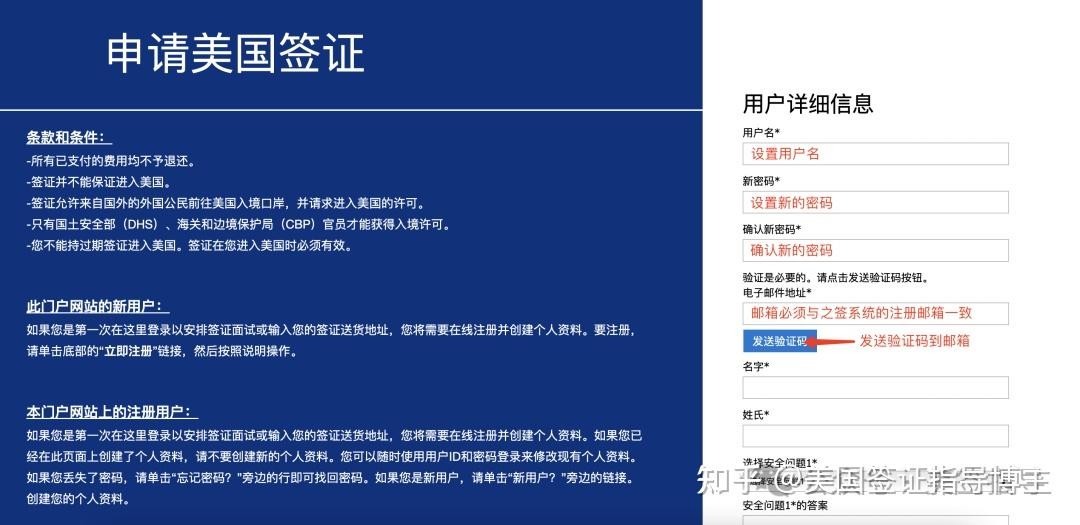 申请美国签证
条款和条件：
-所有已支付的费用均不予退还。
-签证并不能保证进入美国。
-签证允许来自国外的外国公民前往美国入境口岸，并请求进入美国的许可。
-只有国土安全部（DHS）、海关和边境保护局（CBP）官员才能获得入境许可。
-您不能持过期签证进入美国。签证在您进入美国时必须有效。
此门户网站的新用户：
如果您是第一次在这里登录以安排签证面试或输入您的签证送货地址，您将需要在线注册并创建个人资料。要注册，
请单击底部的“立即注册”链接，然后按照说明操作。
本门户网站上的注册用户：
如果您是第一次在这里登录以安排签证面试或输入您的签证送货地址，您将需要在线注册并创建个人资料。如果您已
经在此页面上创建了个人资料，请不要创建新的个人资料。您可以随时使用用户ID和密码登录来修改现有个人资料。
如果您丢失了密码，请单击“忘记密码？”旁边的行即可找回密码。如果您是新用户，请单击“新用户？”旁边的链接。
创建您的个人资料。
用户详细信息
用户名*
设置用户名
新密码*
设置新的密码
确认新密码*
确认新的密码
验证是必要的。请点击发送验证码按钮。
电子邮件地址*
邮箱必须与之签系统的注册邮箱一致
发送验证码
发送验证码到邮箱
名字*
姓氏*
选择安全问题1*
知乎 @美国签证指导博主
安全问题1*的答案